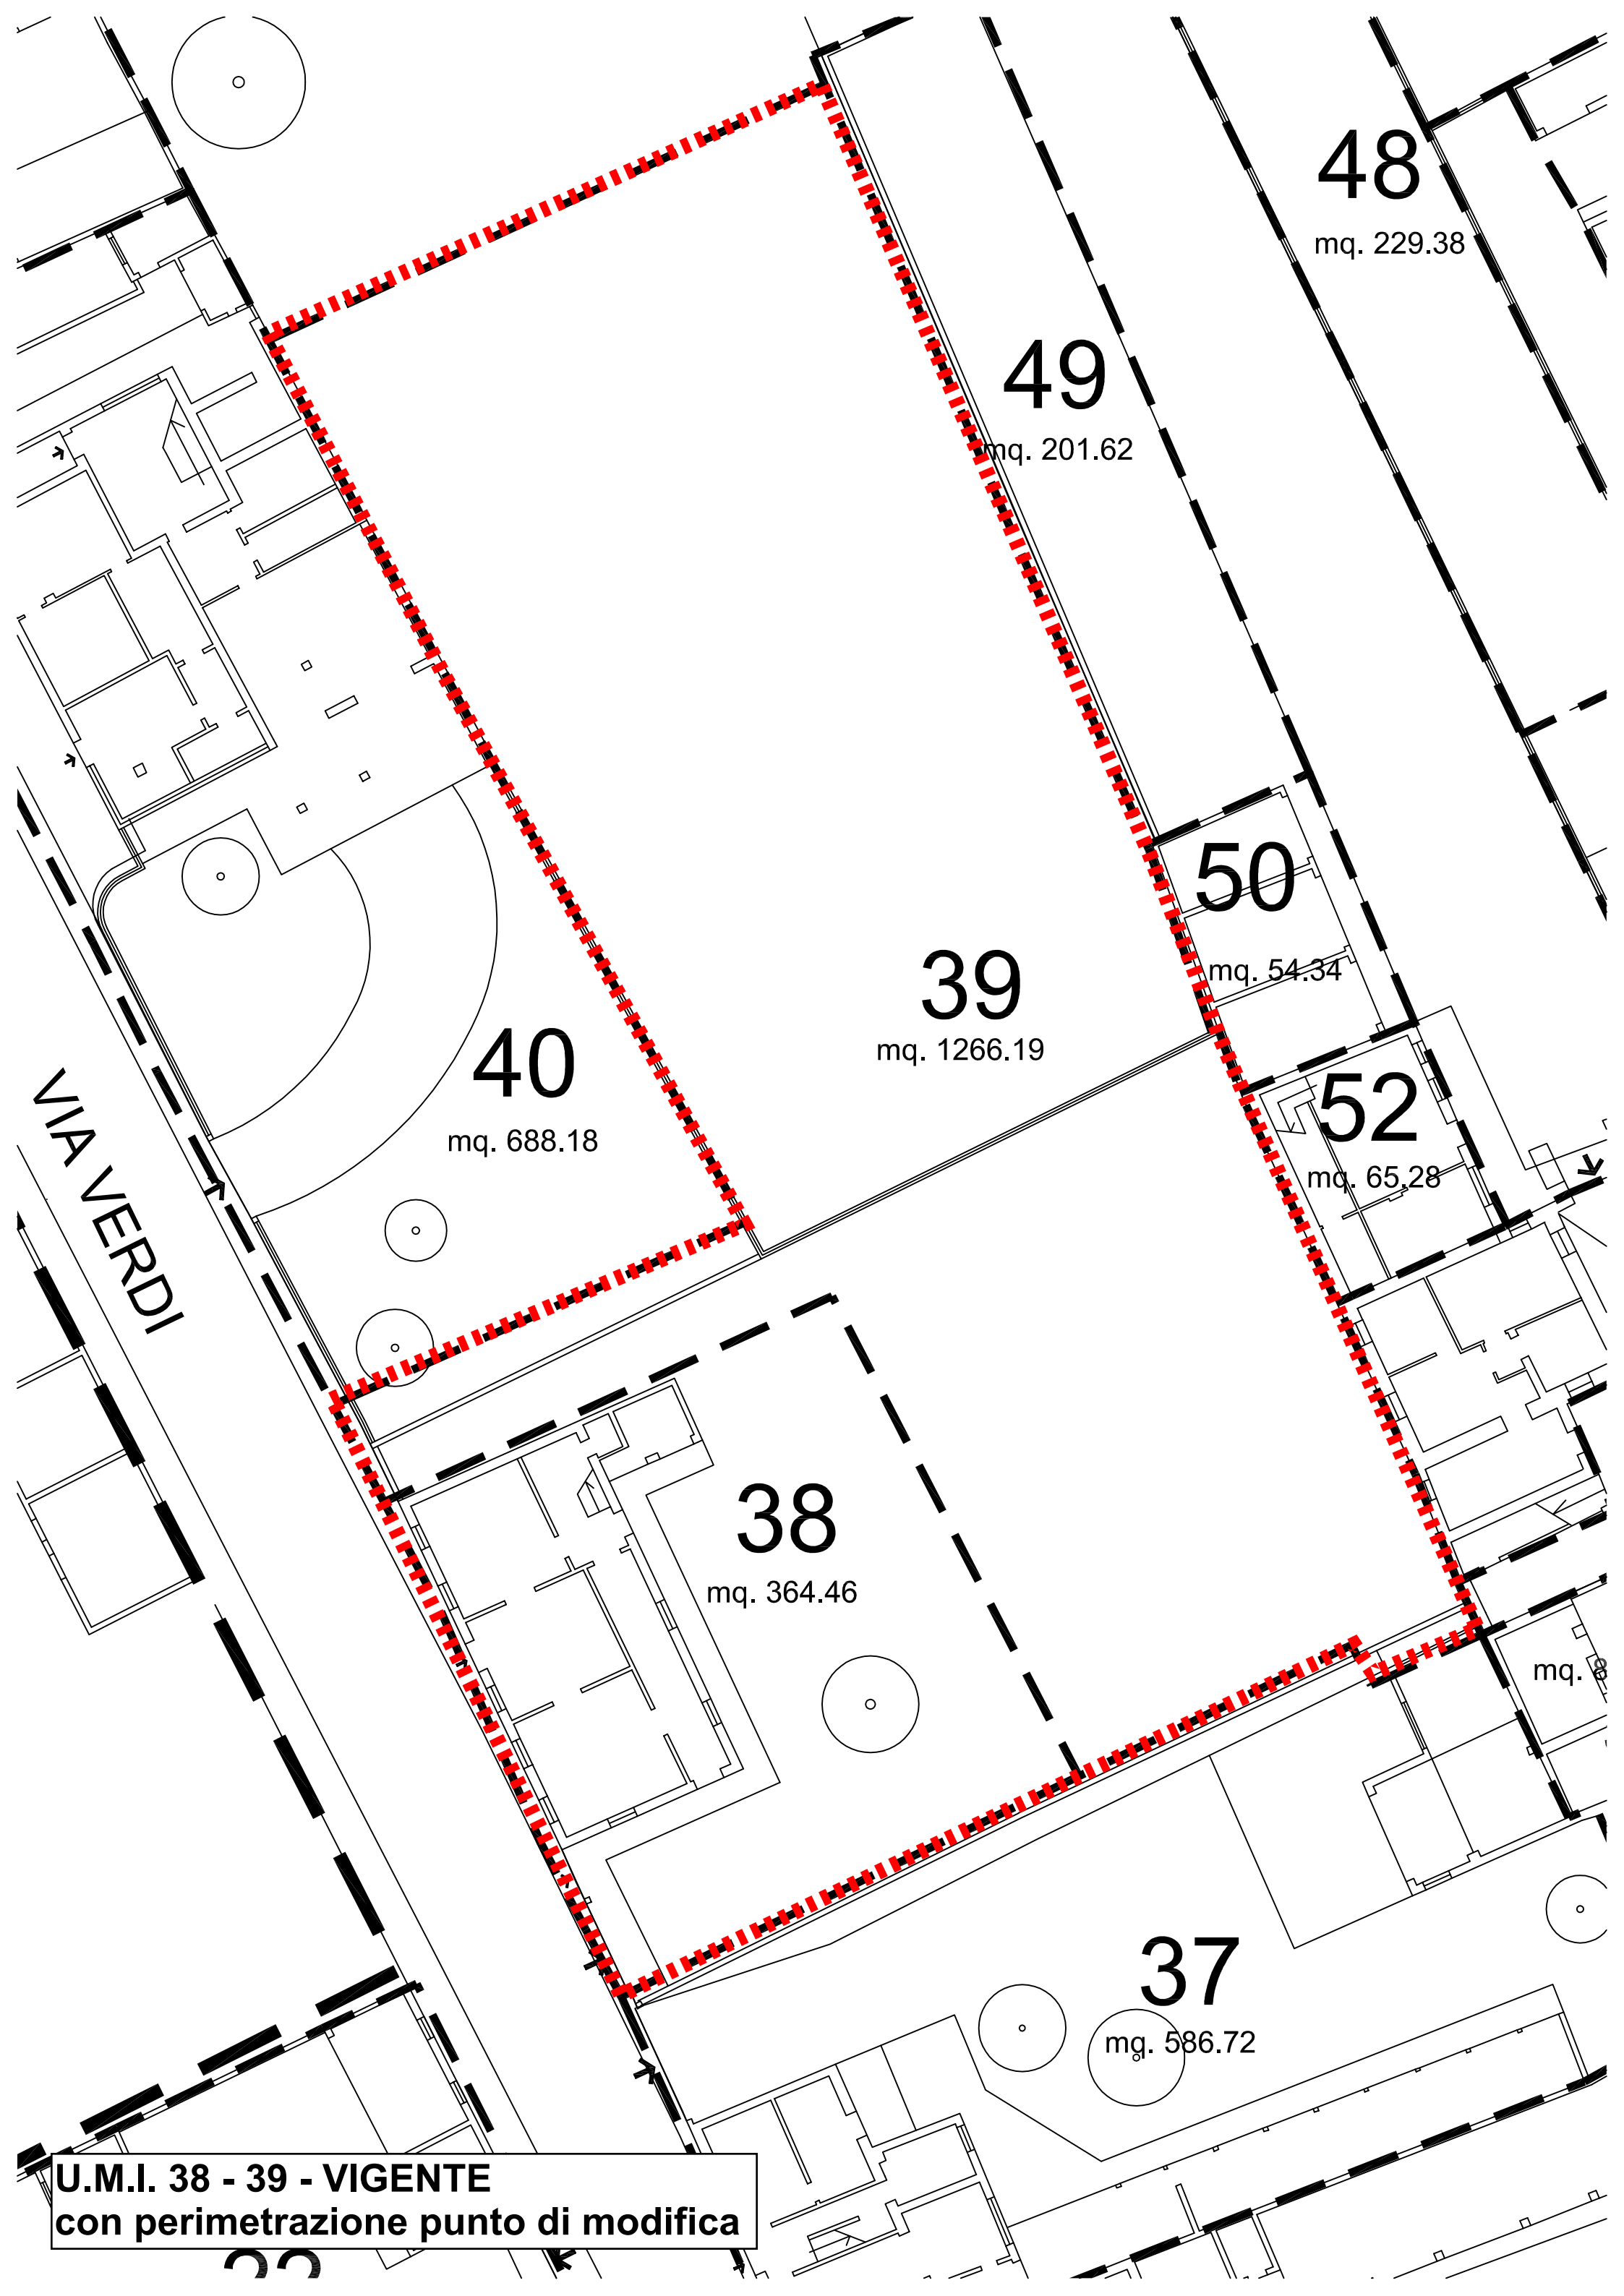 48
mq. 229.38
49
mq. 201.62
50
mq. 54.34
39
mq. 1266.19
40
mq. 688.18
52
mq. 65.28
VIA VERDI
38
mq. 364.46
mq. 8
37
mq. 586.72
U.M.I. 38 - 39 - VIGENTE
con perimetrazione punto di modifica